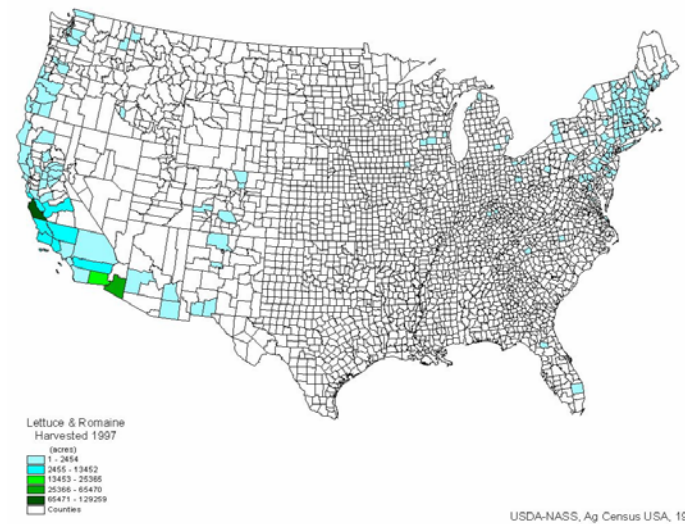 Lettuce & Romaine
Harvested 1997
(acres)
1 - 2454
2455 - 13452
13453 - 25365
25366 - 65470
65471 - 129259
Counties
USDA-NASS, Ag Census USA, 19